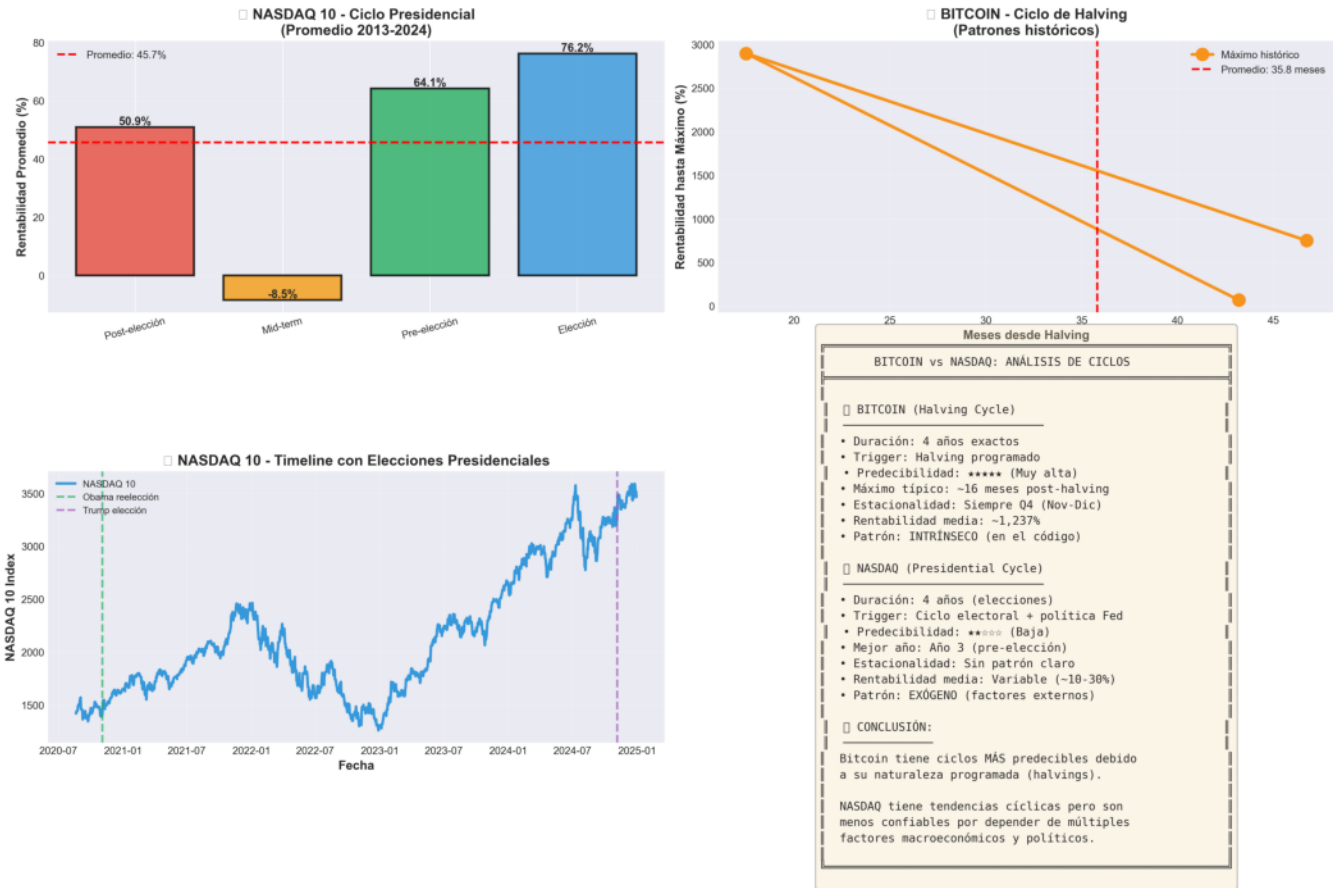 □ NASDAQ 10 - Ciclo Presidencial
(Promedio 2013-2024)
Rentabilidad Promedio (%)
80
60
40
20
0
Promedio: 45.7%
50.9%
-8.5%
64.1%
76.2%
Post-elección
Mid-term
Pre-elección
Elección
□ BITCOIN - Ciclo de Halving
(Patrones históricos)
Rentabilidad hasta Máximo (%)
3000
2500
2000
1500
1000
500
0
Máximo histórico
Promedio: 35.8 meses
20
25
30
35
40
45
Meses desde Halving
□ NASDAQ 10 - Timeline con Elecciones Presidenciales
NASDAQ 10 Index
3500
3000
2500
2000
1500
NASDAQ 10
Obama reelección
Trump elección
2020-07
2021-01
2021-07
2022-01
2022-07
2023-01
2023-07
2024-01
2024-07
2025-01
Fecha
BITCOIN vs NASDAQ: ANÁLISIS DE CICLOS
□ BITCOIN (Halving Cycle)
• Duración: 4 años exactos
• Trigger: Halving programado
• Predecibilidad: ★★★★★ (Muy alta)
• Máximo típico: ~16 meses post-halving
• Estacionalidad: Siempre Q4 (Nov-Dic)
• Rentabilidad media: ~1,237%
• Patrón: INTRÍNSECO (en el código)
□ NASDAQ (Presidential Cycle)
• Duración: 4 años (elecciones)
• Trigger: Ciclo electoral + política Fed
• Predecibilidad: ★★☆☆☆ (Baja)
• Mejor año: Año 3 (pre-elección)
• Estacionalidad: Sin patrón claro
• Rentabilidad media: Variable (~10-30%)
• Patrón: EXÓGENO (factores externos)
□ CONCLUSIÓN:
Bitcoin tiene ciclos MÁS predecibles debido
a su naturaleza programada (halvings).
NASDAQ tiene tendencias cíclicas pero son
menos confiables por depender de múltiples
factores macroeconómicos y políticos.